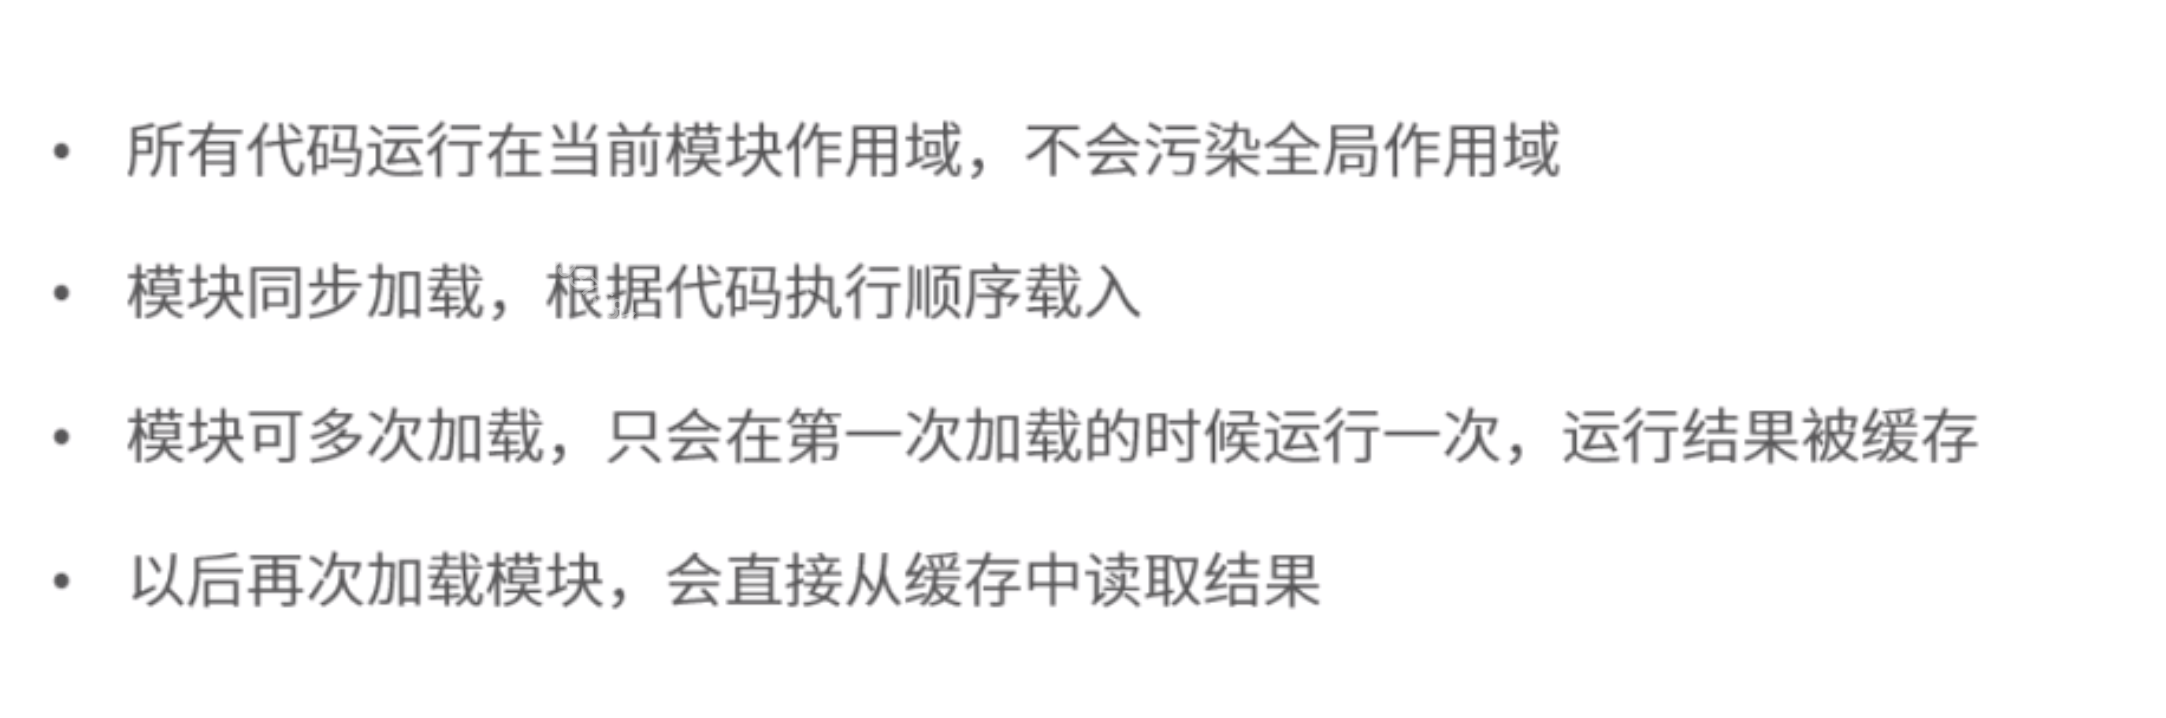 • 所有代码运行在当前模块作用域，不会污染全局作用域
• 模块同步加载，根据代码执行顺序载入
• 模块可多次加载，只会在第一次加载的时候运行一次，运行结果被缓存
• 以后再次加载模块，会直接从缓存中读取结果